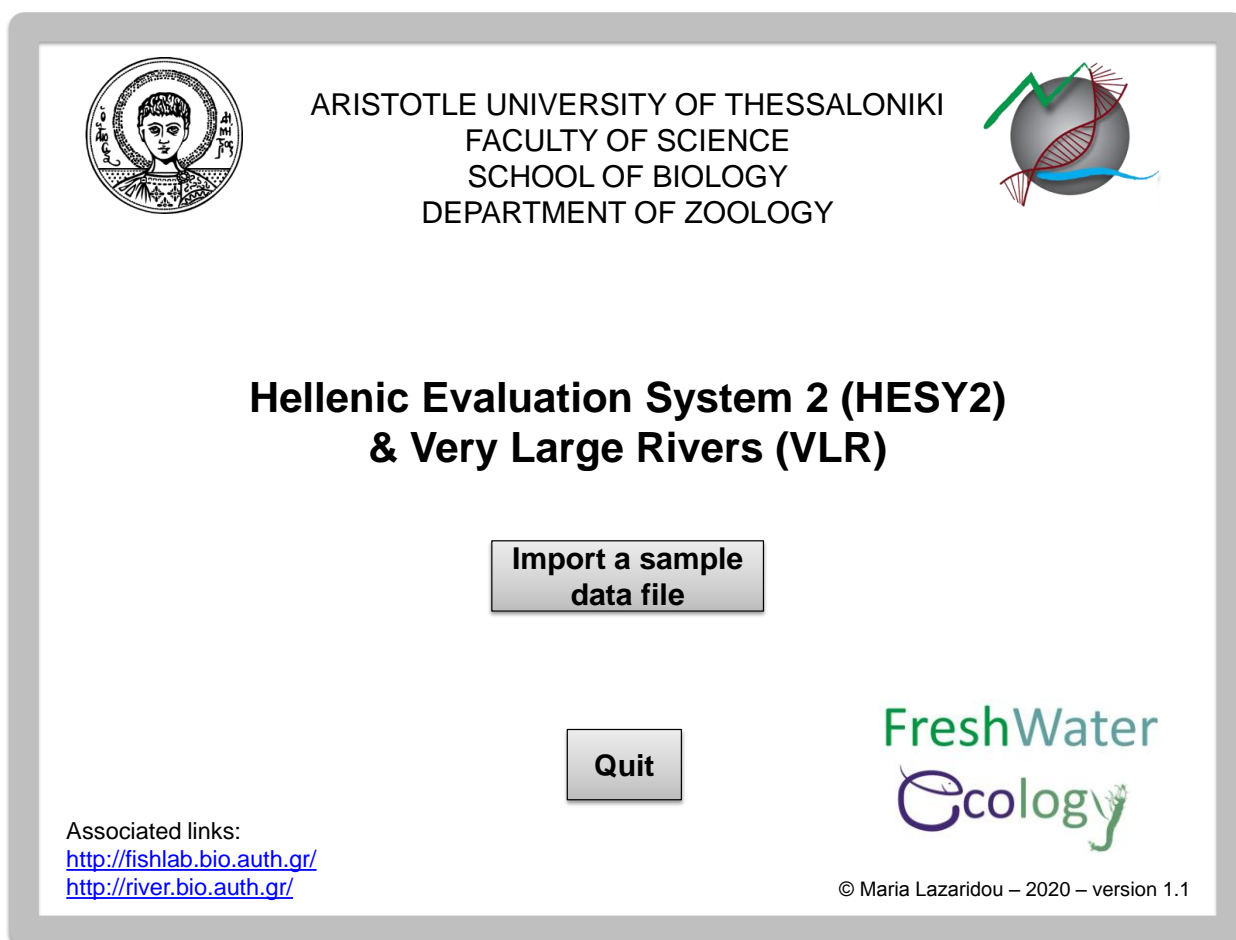 ARISTOTLE UNIVERSITY OF THESSALONIKI
FACULTY OF SCIENCE
SCHOOL OF BIOLOGY
DEPARTMENT OF ZOOLOGY
Hellenic Evaluation System 2 (HESY2)
& Very Large Rivers (VLR)
Import a sample
data file
Quit
FreshWater
Ecology
Associated links:
http://fishlab.bio.auth.gr/
http://river.bio.auth.gr/
© Maria Lazaridou – 2020 – version 1.1